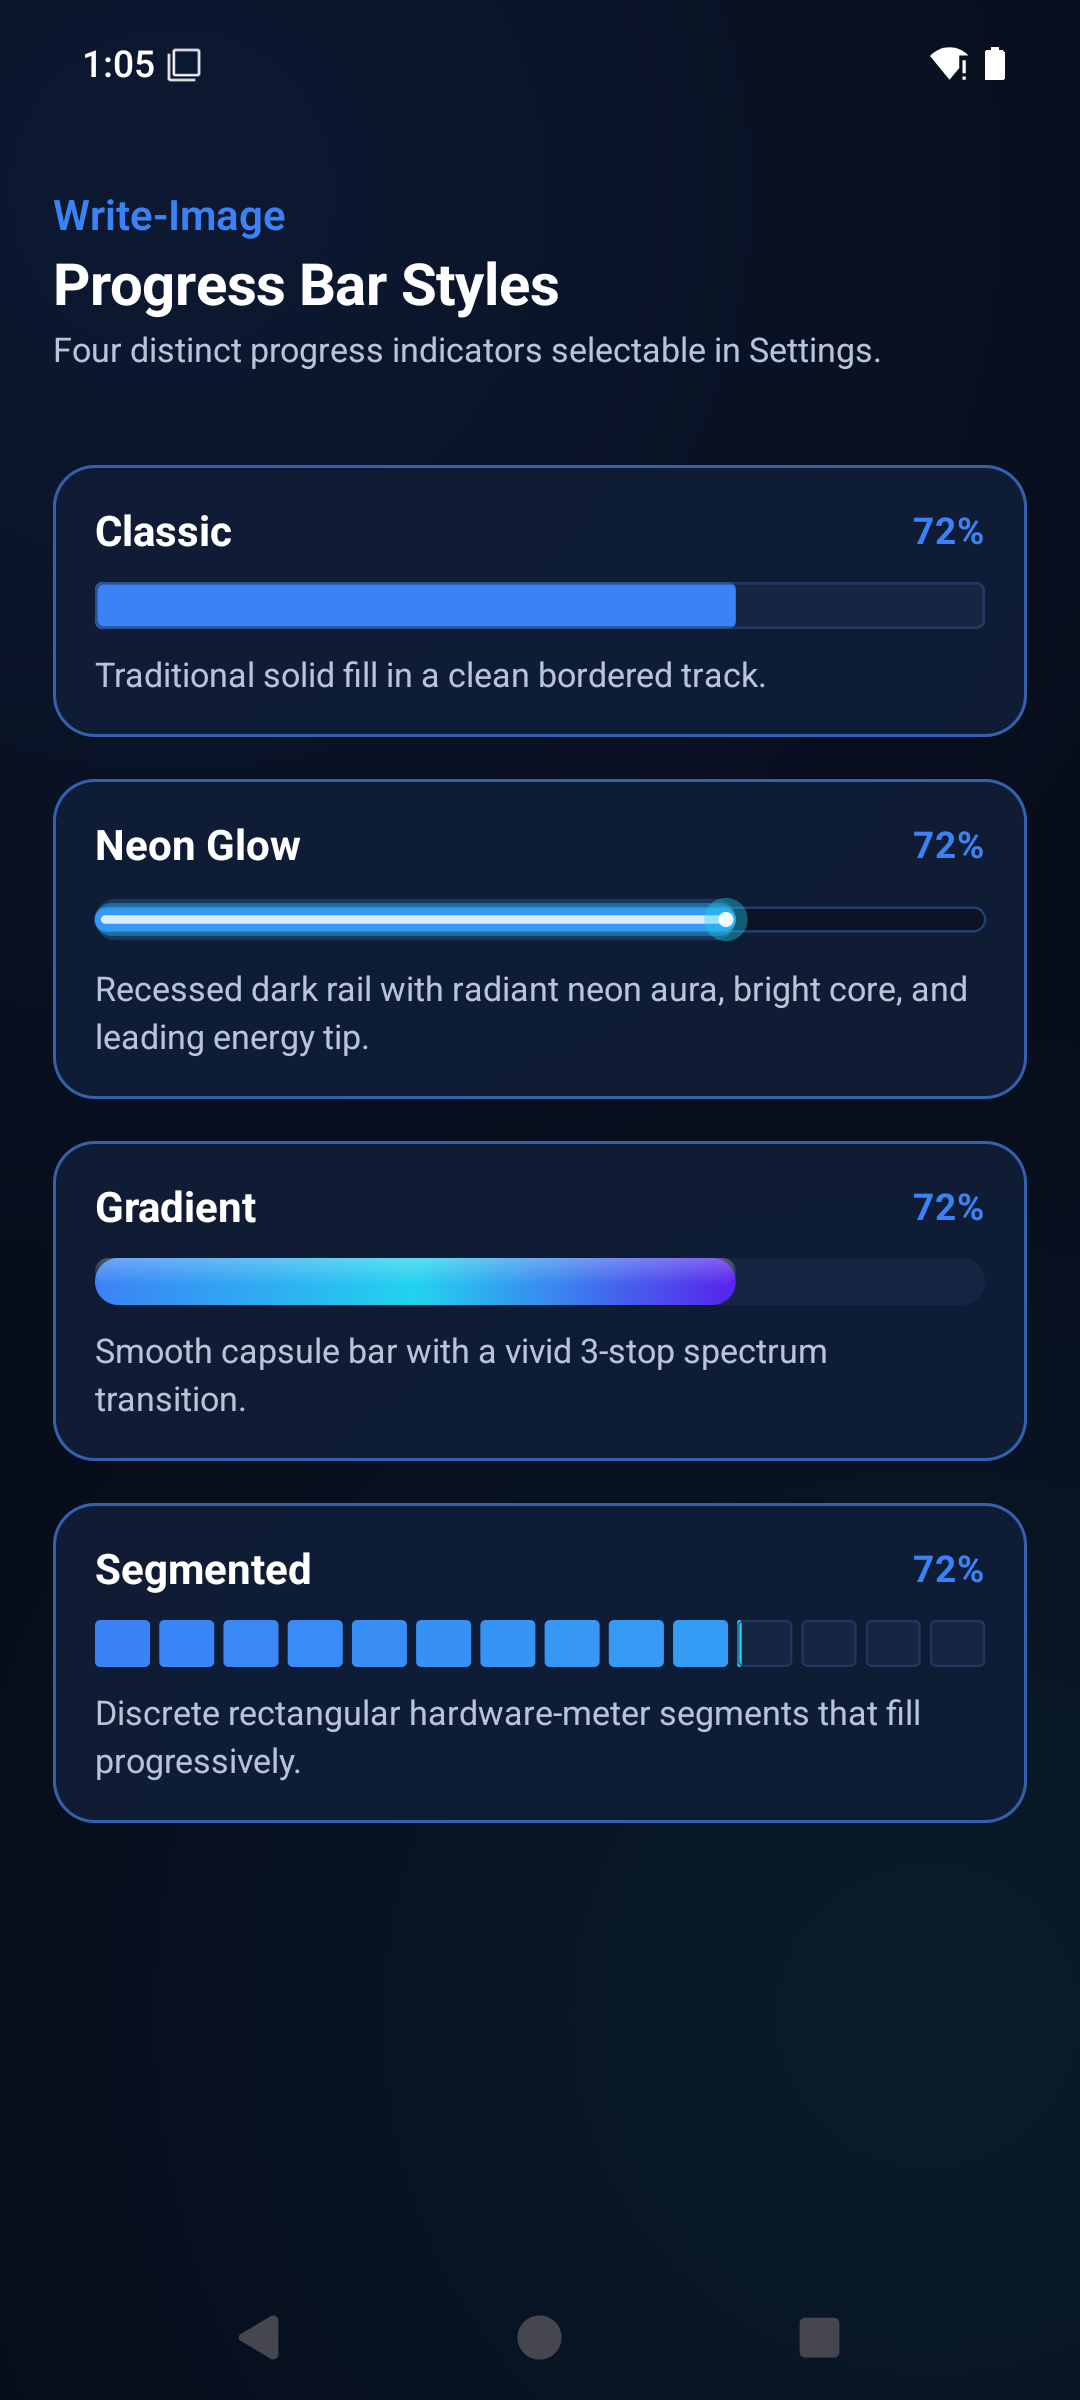 1:05
Write-Image
Progress Bar Styles
Four distinct progress indicators selectable in Settings.
Classic 72%
Traditional solid fill in a clean bordered track.
Neon Glow 72%
Recessed dark rail with radiant neon aura, bright core, and
leading energy tip.
Gradient 72%
Smooth capsule bar with a vivid 3-stop spectrum
transition.
Segmented 72%
Discrete rectangular hardware-meter segments that fill
progressively.